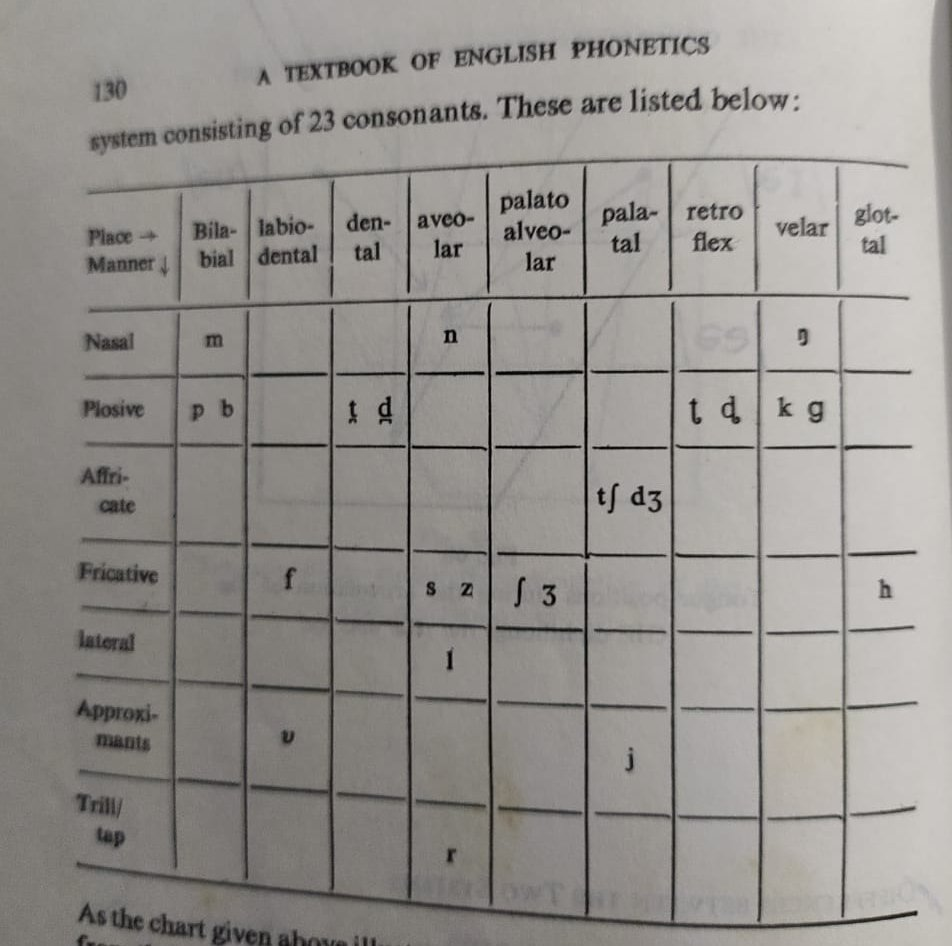 130 A TEXTBOOK OF ENGLISH PHONETICS
system consisting of 23 consonants. These are listed below:
Place → Manner ↓ Bila- bial labio- dental den- tal aveo- lar palato alveo- lar pala- tal retro flex velar glot- tal
Nasal m n ŋ
Plosive p b t̪ d̪ ʈ ɖ k g
Affri-
cate tʃ dʒ
Fricative f s z ʃ ʒ h
lateral l
Approxi-
mants ʋ j
Trill/
tap r
As the chart given above